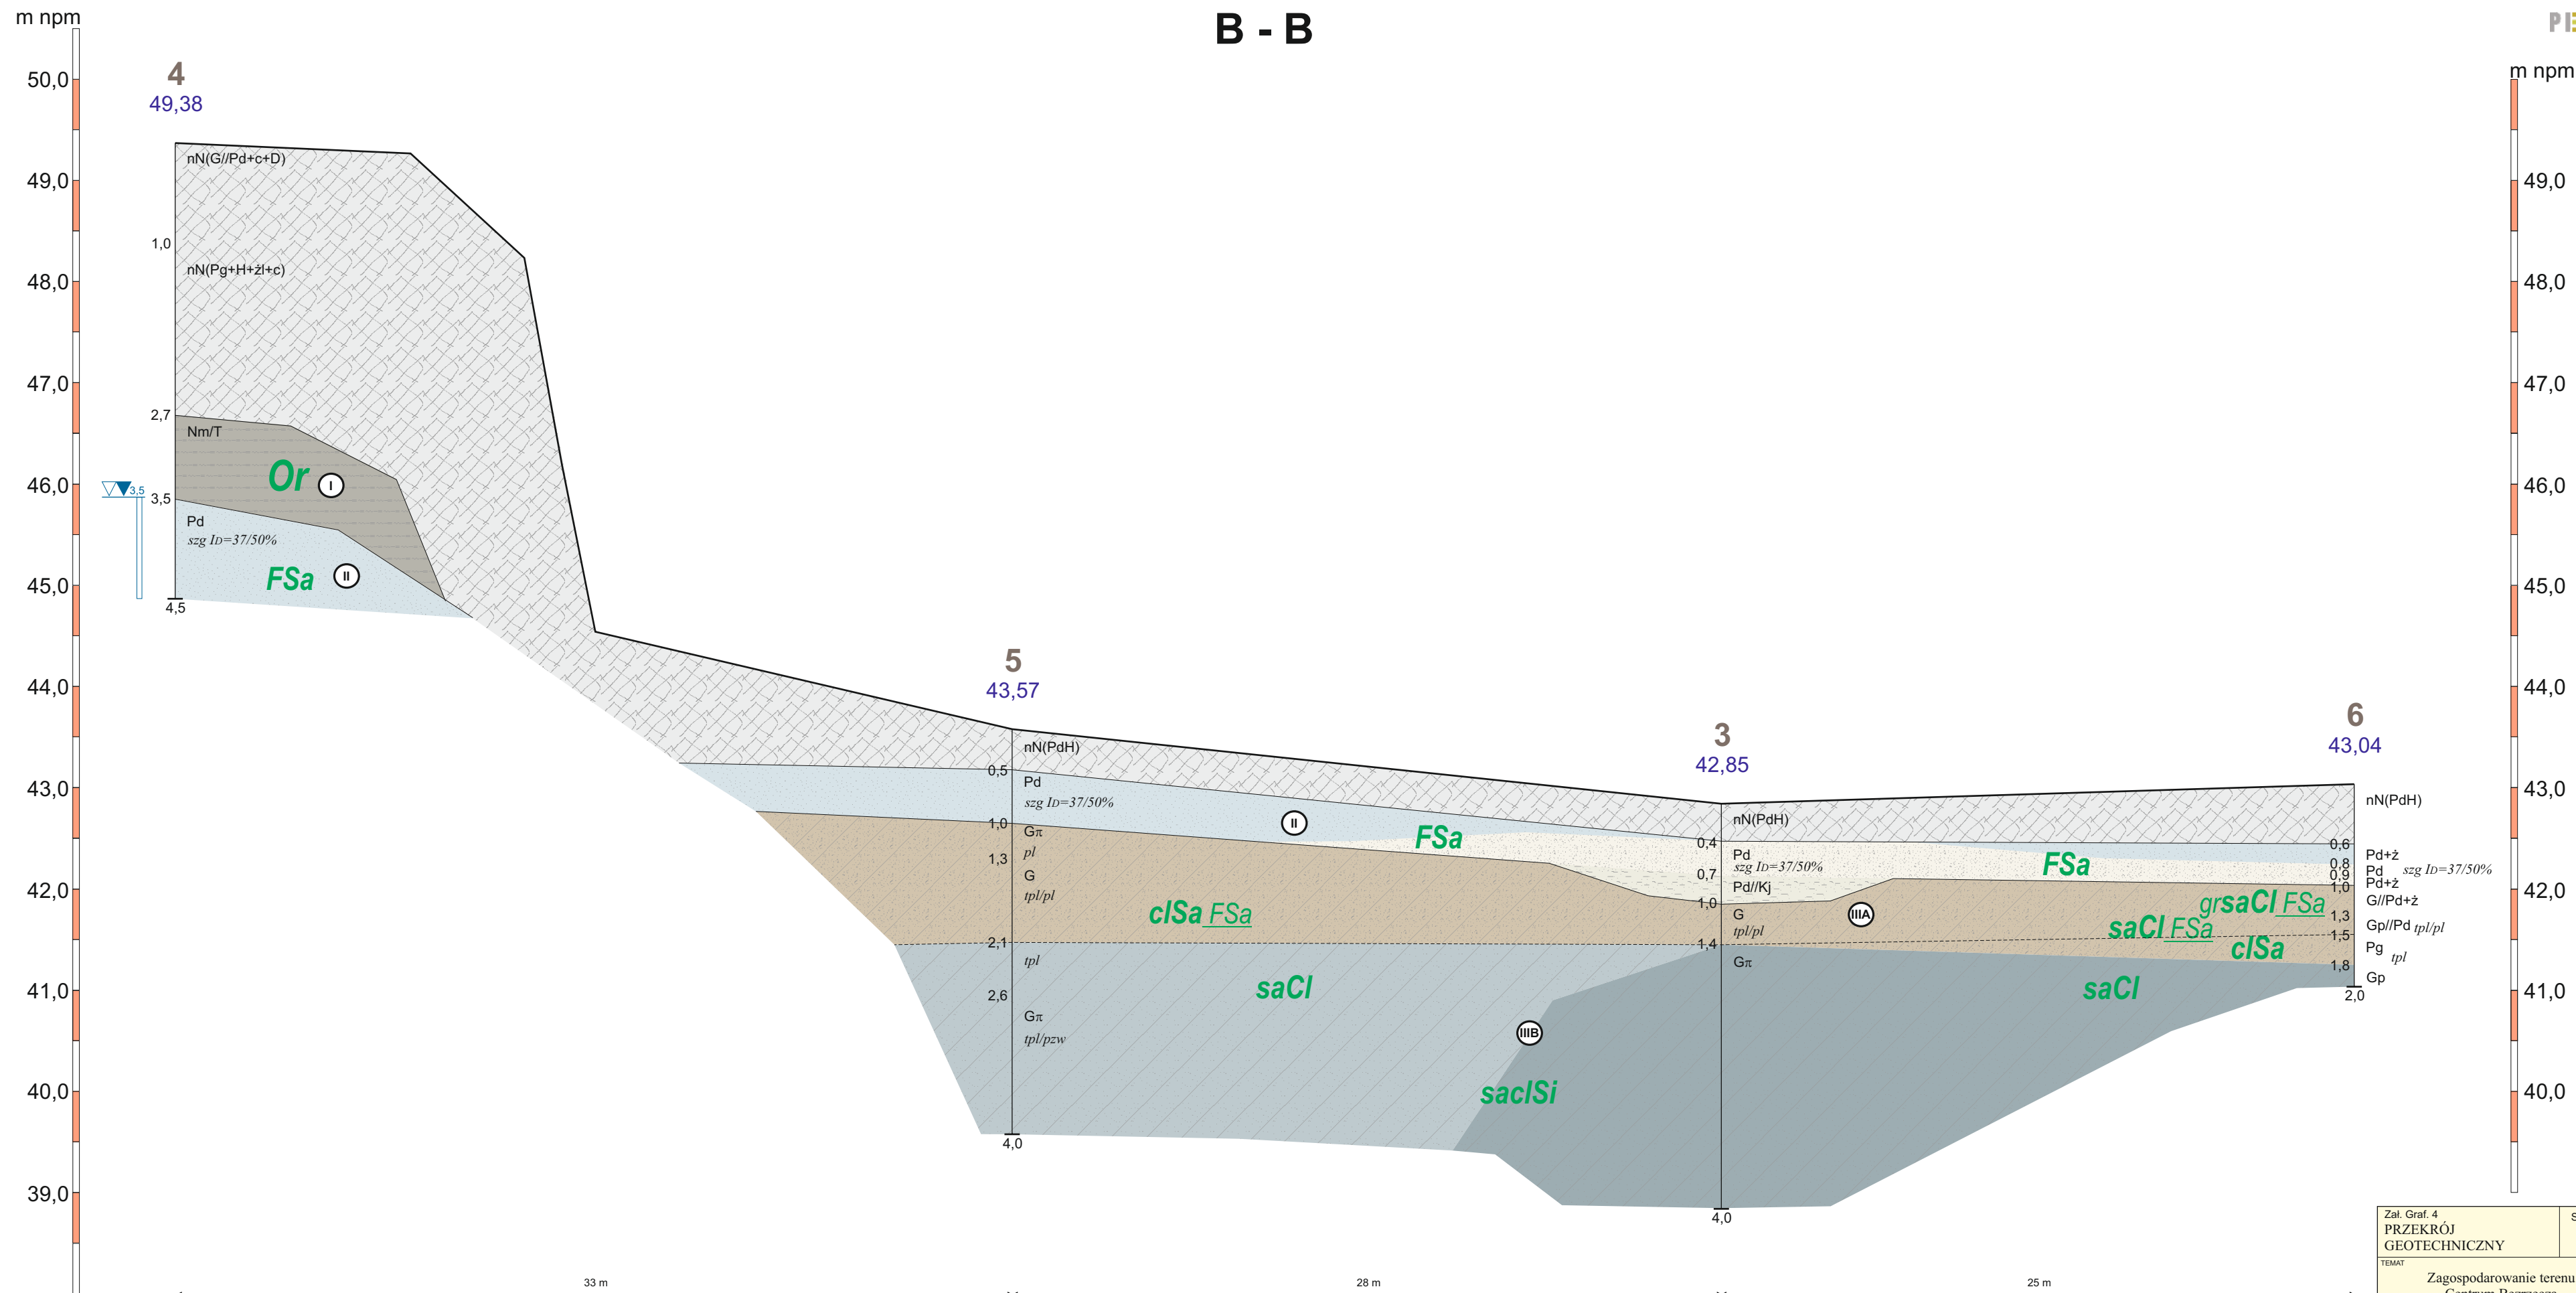 B - B
m npm
50,0
49,0
48,0
47,0
46,0
45,0
44,0
43,0
42,0
41,0
40,0
39,0
4
49,38
nN(G//Pd+c+D)
1,0
nN(Pg+H+żl+c)
2,7
Nm/T
Or I
3,5
3,5
Pd
szg ID=37/50%
FSa II
4,5
5
43,57
nN(PdH)
0,5
Pd
szg ID=37/50%
1,0
Gπ
pl
1,3
G
tpl/pl
2,1
tpl
2,6
Gπ
tpl/pzw
4,0
II
FSa
clSa FSa
saCl
IIIB
saclSi
3
42,85
nN(PdH)
0,4
Pd
szg ID=37/50%
0,7
Pd//Kj
1,0
G
tpl/pl
1,4
Gπ
4,0
IIIA
FSa
grsaCl FSa
saCl FSa
clSa
saCl
6
43,04
nN(PdH)
0,6
Pd+ż
0,8
Pd szg ID=37/50%
0,9
Pd+ż
1,0
G//Pd+ż
1,3
Gp//Pd tpl/pl
1,5
Pg tpl
1,8
Gp
2,0
m npm
50,0
49,0
48,0
47,0
46,0
45,0
44,0
43,0
42,0
41,0
40,0
33 m
28 m
25 m
Zał. Graf. 4
PRZEKRÓJ
GEOTECHNICZNY
TEMAT
Zagospodarowanie terenu